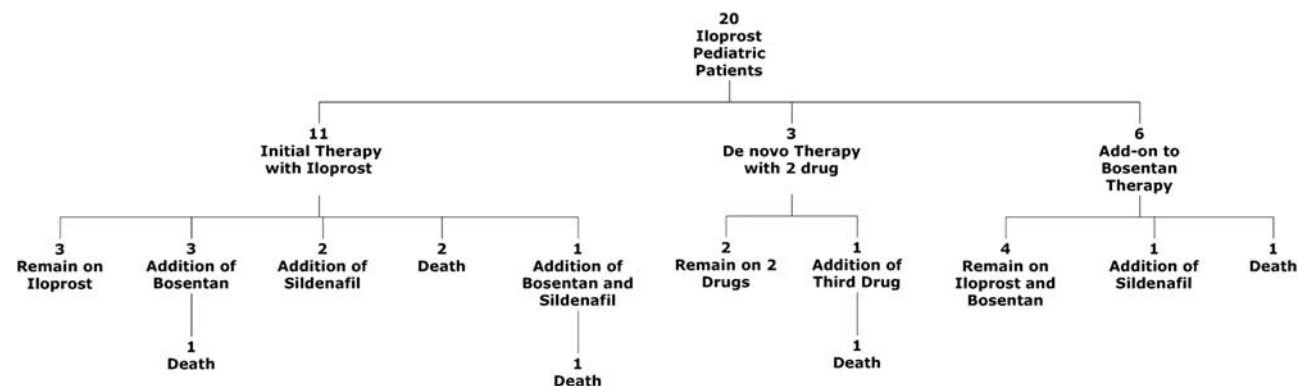 20
Iloprost
Pediatric
Patients
11
Initial Therapy
with Iloprost
3
De novo Therapy
with 2 drug
6
Add-on to
Bosentan
Therapy
3
Remain on
Iloprost
3
Addition of
Bosentan
2
Addition of
Sildenafil
2
Death
1
Addition of
Bosentan and
Sildenafil
2
Remain on 2
Drugs
1
Addition of
Third Drug
4
Remain on
Iloprost and
Bosentan
1
Addition of
Sildenafil
1
Death
1
Death
1
Death
1
Death